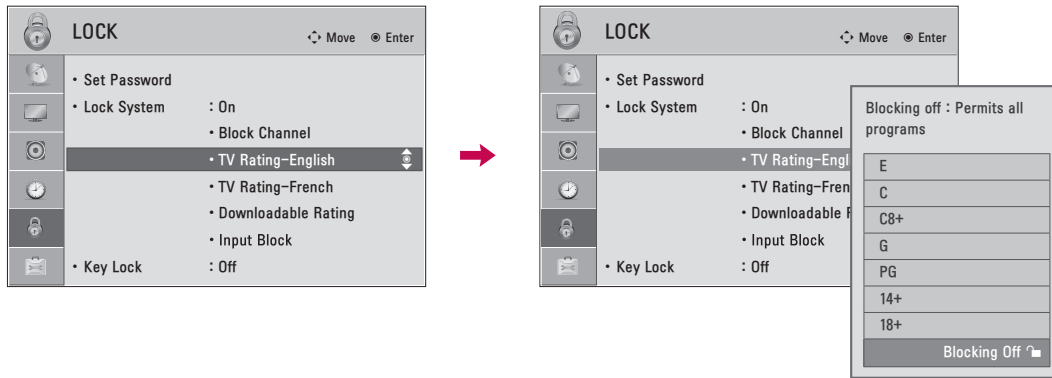 LOCK
Move Enter
• Set Password
• Lock System : On
• Block Channel
• TV Rating-English
• TV Rating-French
• Downloadable Rating
• Input Block
• Key Lock : Off
LOCK
Move Enter
• Set Password
• Lock System : On
• Block Channel
• TV Rating-Engl
• TV Rating-Fren
• Downloadable
• Input Block
• Key Lock : Off
Blocking off : Permits all
programs
E
C
C8+
G
PG
14+
18+
Blocking Off